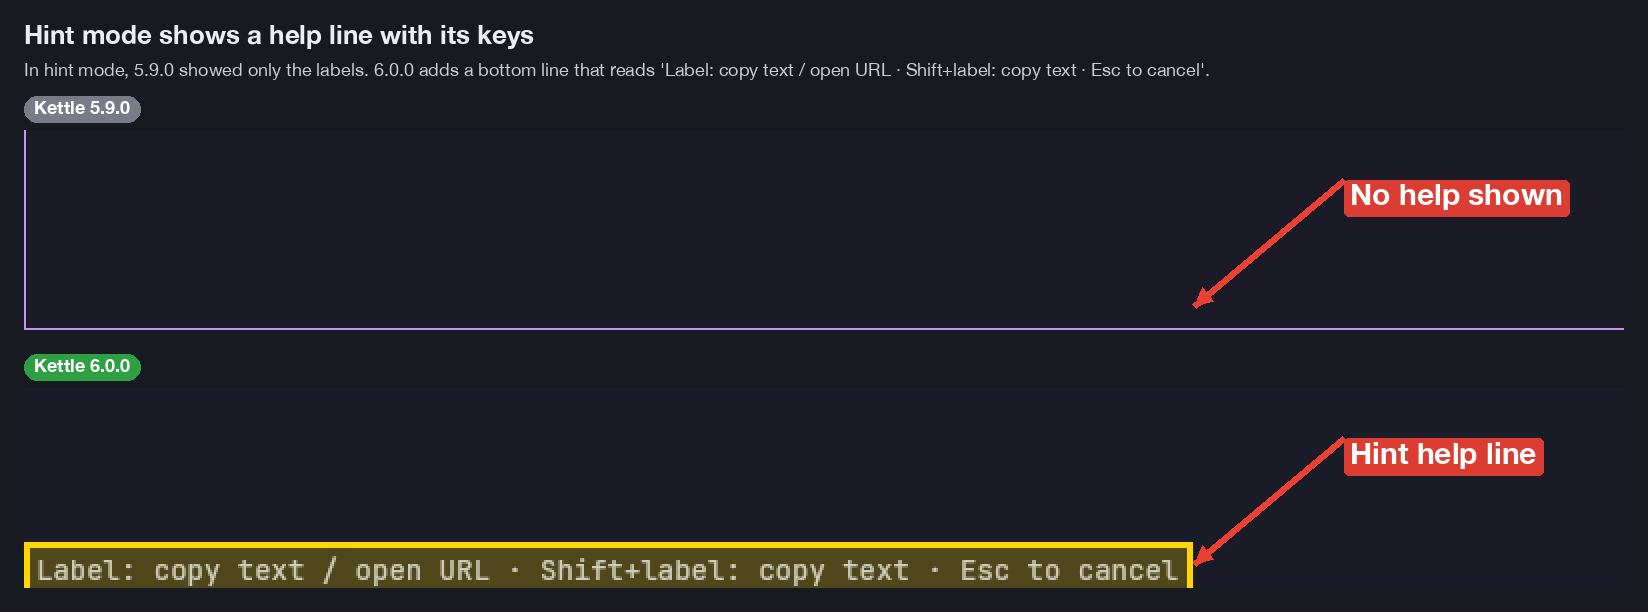 Hint mode shows a help line with its keys
In hint mode, 5.9.0 showed only the labels. 6.0.0 adds a bottom line that reads 'Label: copy text / open URL · Shift+label: copy text · Esc to cancel'.
Kettle 5.9.0
No help shown
Kettle 6.0.0
Hint help line
Label: copy text / open URL · Shift+label: copy text · Esc to cancel